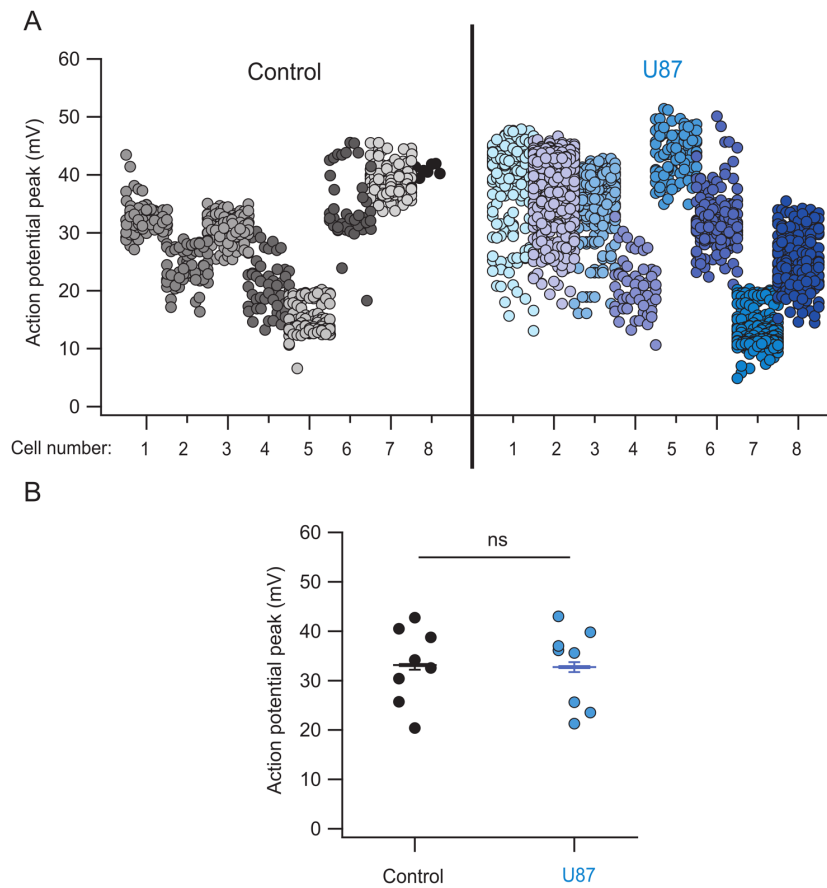 A
Control
U87
Action potential peak (mV)
60
50
40
30
20
10
0
Cell number: 1 2 3 4 5 6 7 8 1 2 3 4 5 6 7 8
B
ns
Action potential peak (mV)
60
50
40
30
20
10
0
Control U87